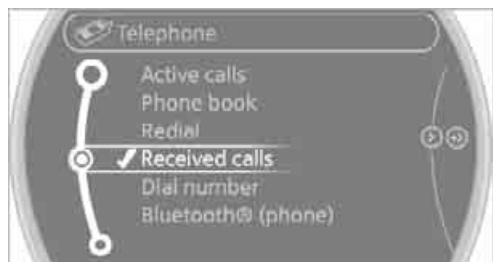 Telephone
Active calls
Phone book
Redial
Received calls
Dial number
Bluetooth® (phone)